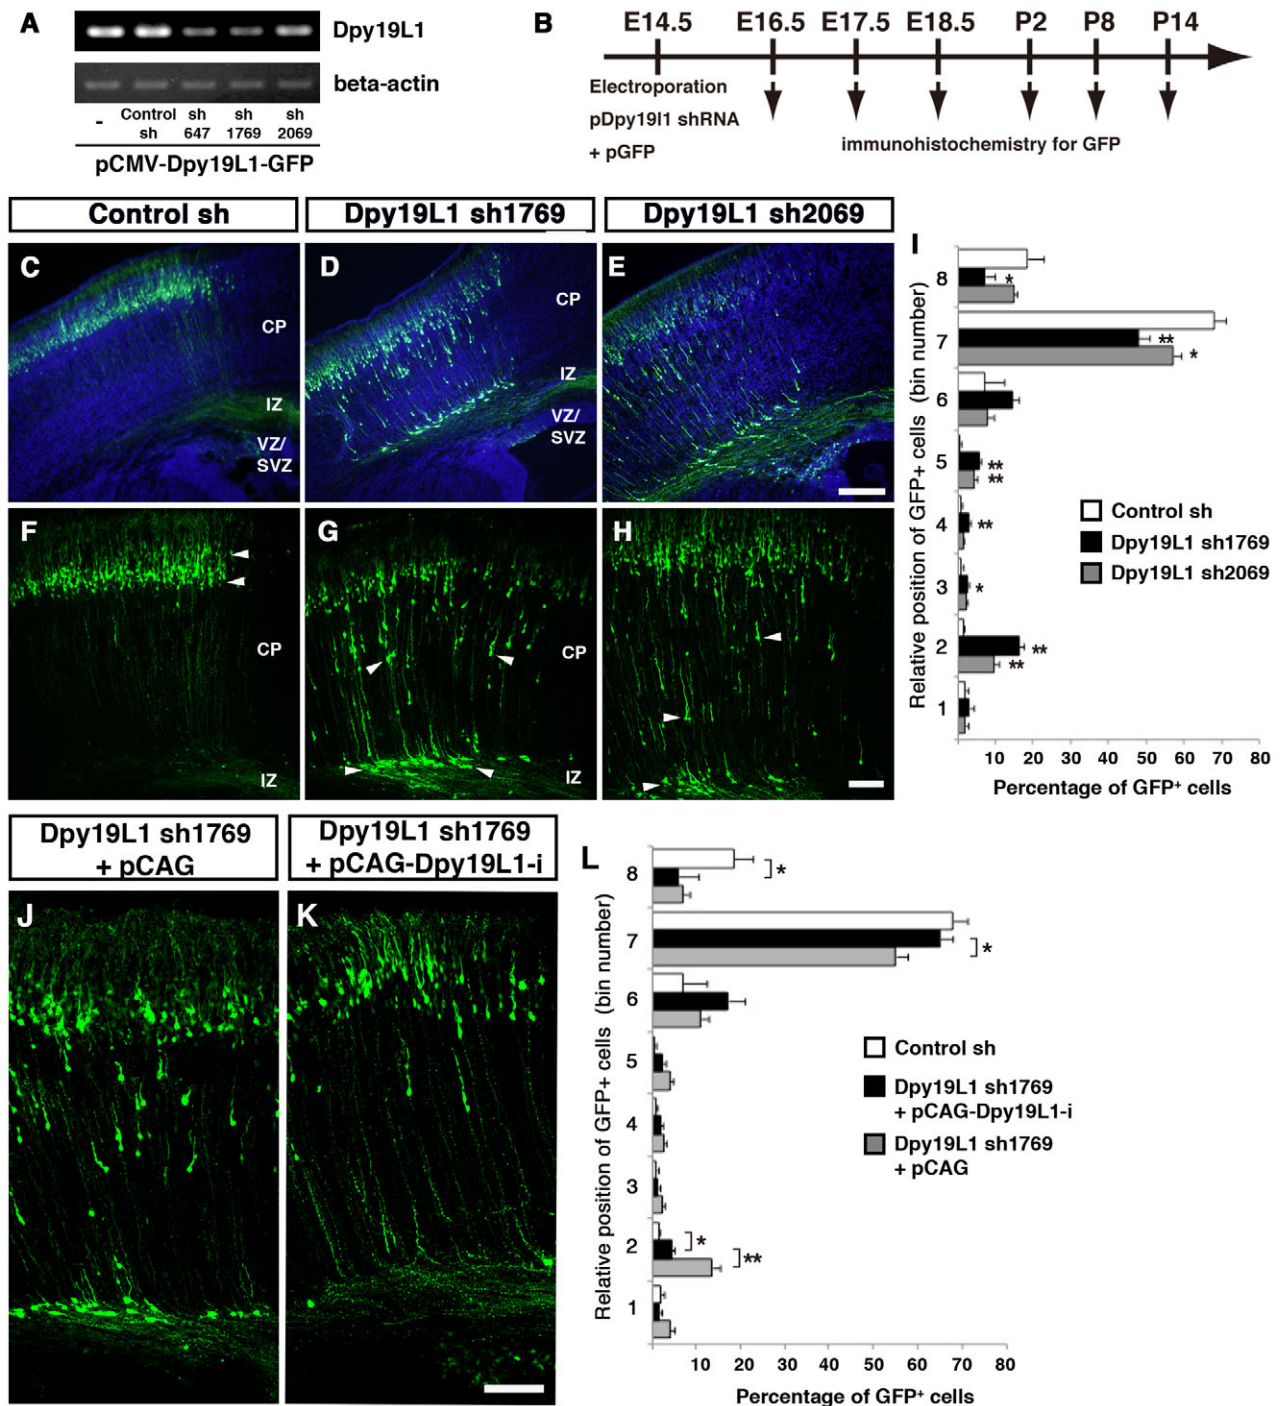 A
Dpy19L1
beta-actin
- Control sh sh sh
sh 647 1769 2069
pCMV-Dpy19L1-GFP
B
E14.5 E16.5 E17.5 E18.5 P2 P8 P14
Electroporation
pDpy19l1 shRNA
+ pGFP
immunohistochemistry for GFP
Control sh
Dpy19L1 sh1769
Dpy19L1 sh2069
C
CP
IZ
VZ/
SVZ
D
CP
IZ
VZ/
SVZ
E
F
CP
IZ
G
CP
IZ
H
I
Relative position of GFP+ cells (bin number)
8
*
7
**
*
6
5
**
**
4
**
3
*
2
**
**
1
10 20 30 40 50 60 70 80
Percentage of GFP+ cells
Control sh
Dpy19L1 sh1769
Dpy19L1 sh2069
Dpy19L1 sh1769
+ pCAG
Dpy19L1 sh1769
+ pCAG-Dpy19L1-i
J
K
L
Relative position of GFP+ cells (bin number)
8
*
7
*
6
5
4
3
2
*
**
1
10 20 30 40 50 60 70 80
Percentage of GFP+ cells
Control sh
Dpy19L1 sh1769
+ pCAG-Dpy19L1-i
Dpy19L1 sh1769
+ pCAG